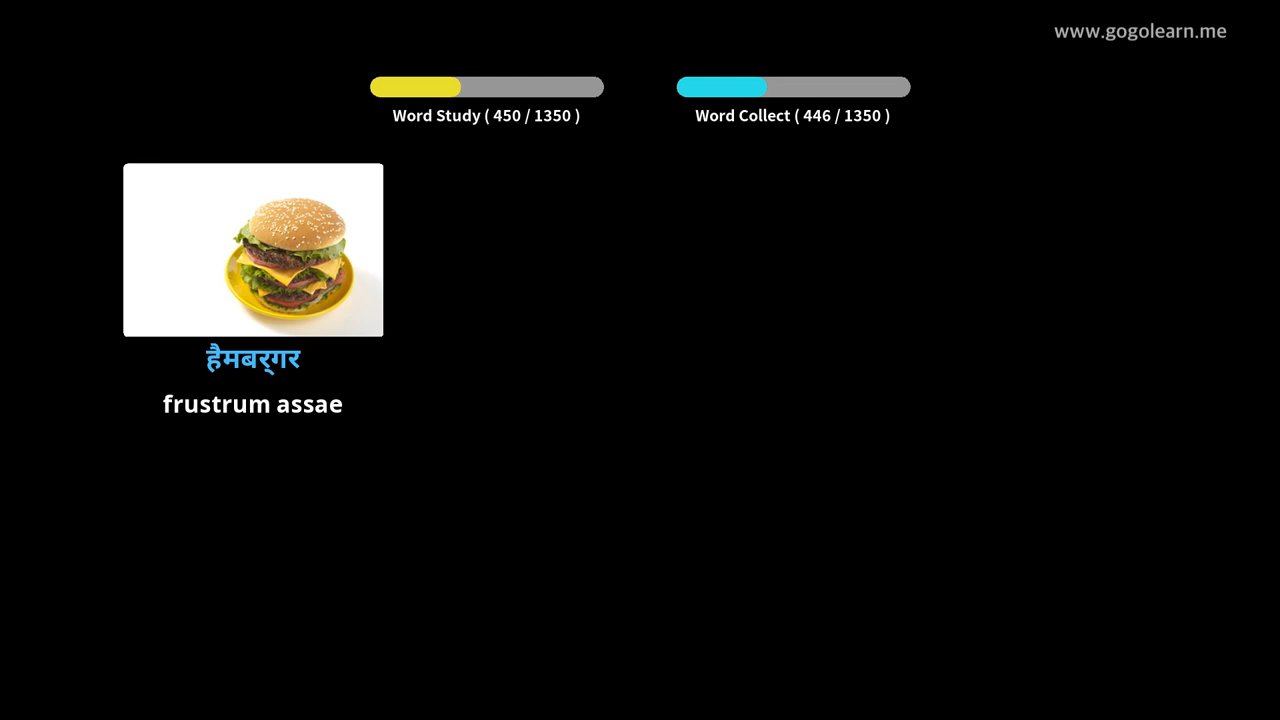 www.gogolearn.me
Word Study ( 450 / 1350 )
Word Collect ( 446 / 1350 )
हैमबर्गर
frustrum assae